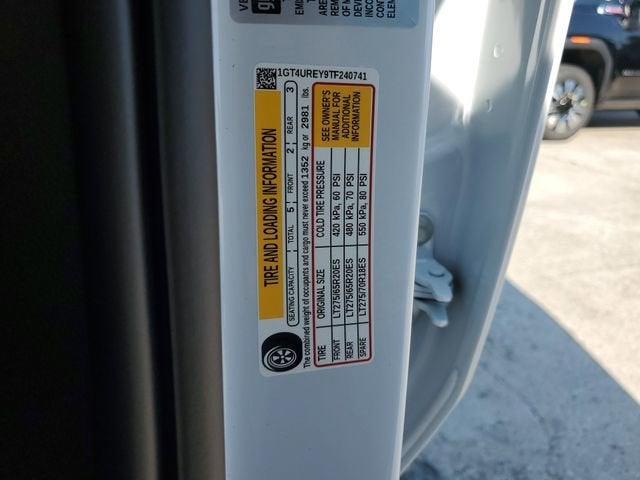 1GT4UREY9TF240741
TIRE AND LOADING INFORMATION
SEATING CAPACITY TOTAL 5 FRONT 2 REAR 3
The combined weight of occupants and cargo must never exceed 1352 kg or 2981 lbs.
TIRE ORIGINAL SIZE COLD TIRE PRESSURE
FRONT LT275/65R20ES 420 kPa, 60 PSI
REAR LT275/65R20ES 480 kPa, 70 PSI
SPARE LT275/70R18ES 550 kPa, 80 PSI
SEE OWNER'S
MANUAL FOR
ADDITIONAL
INFORMATION